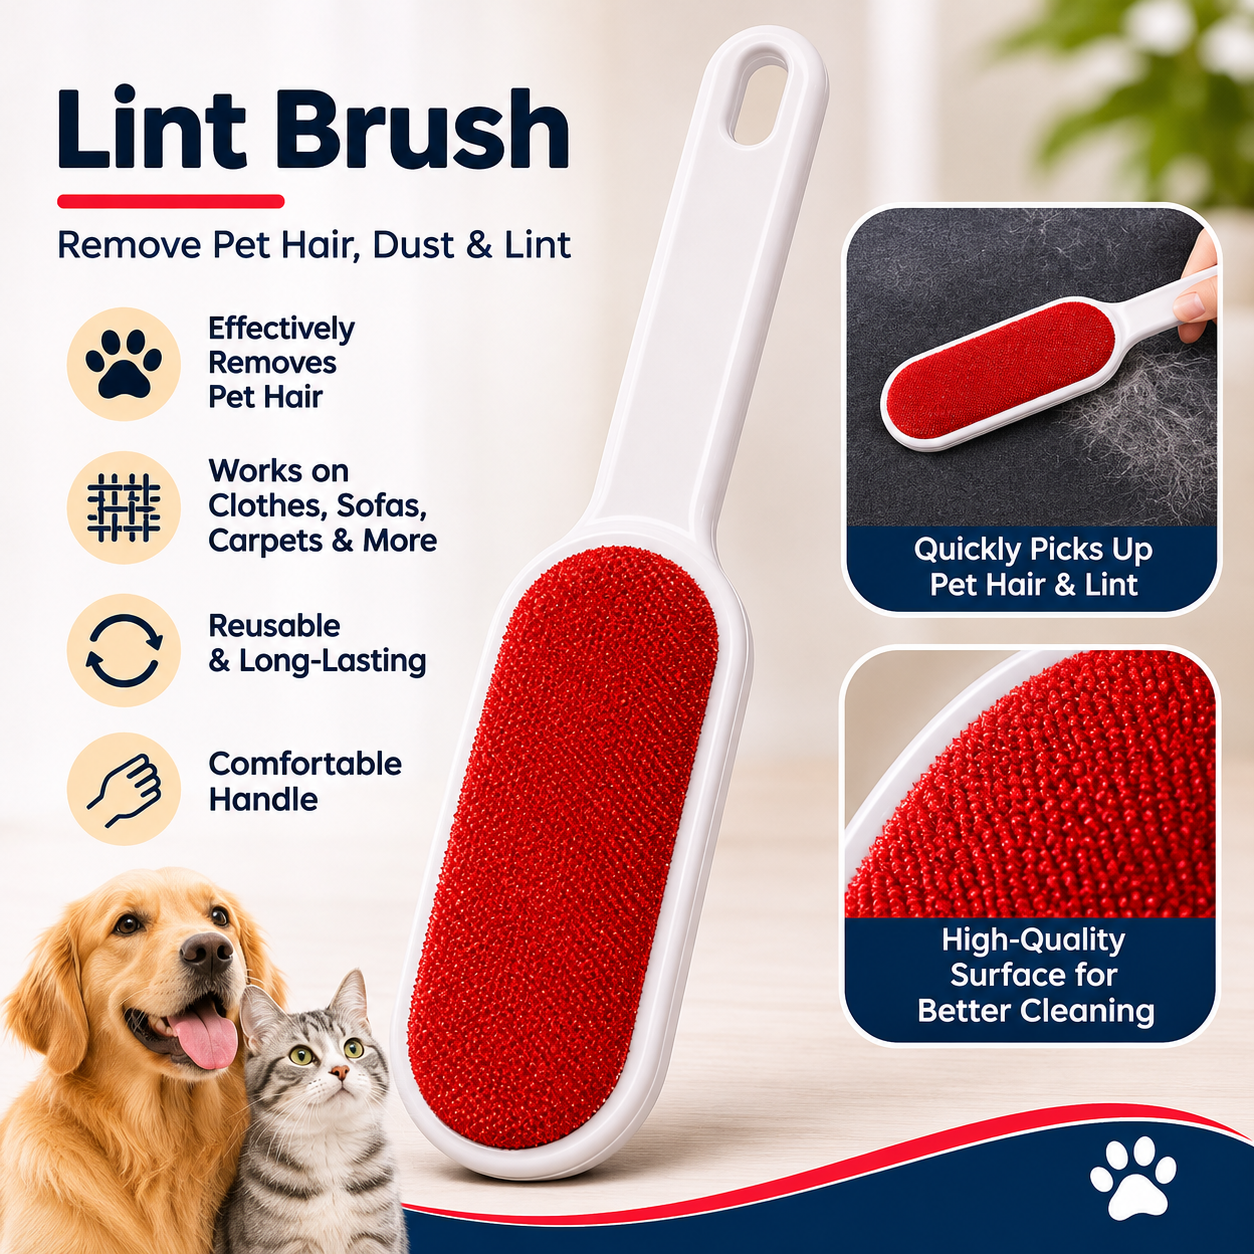 Lint Brush
Remove Pet Hair, Dust & Lint
Effectively
Removes
Pet Hair
Works on
Clothes, Sofas,
Carpets & More
Reusable
& Long-Lasting
Comfortable
Handle
Quickly Picks Up
Pet Hair & Lint
High-Quality
Surface for
Better Cleaning